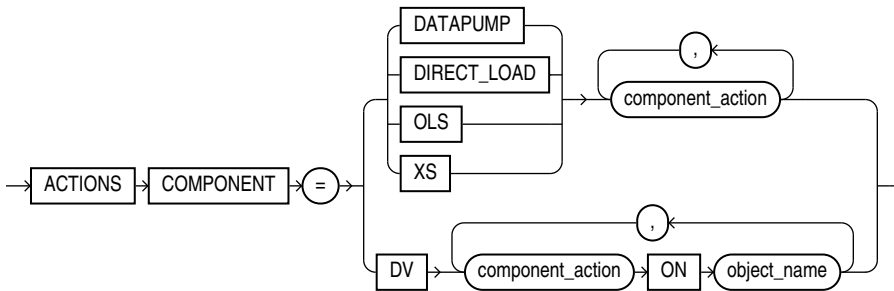 DATAPUMP
,
DIRECT_LOAD
component_action
OLS
XS
ACTIONS COMPONENT =
,
DV component_action ON object_name